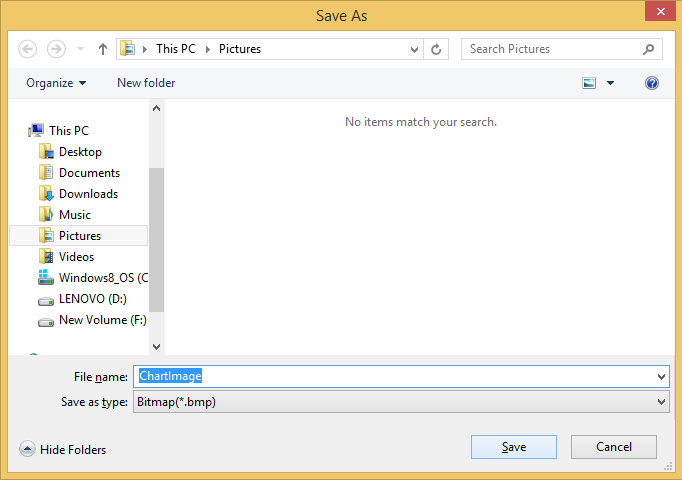 Save As
This PC Pictures
Search Pictures
Organize New folder
No items match your search.
This PC
Desktop
Documents
Downloads
Music
Pictures
Videos
Windows8_OS (C
LENOVO (D:)
New Volume (F:)
File name: ChartImage
Save as type: Bitmap(*.bmp)
Hide Folders Save Cancel